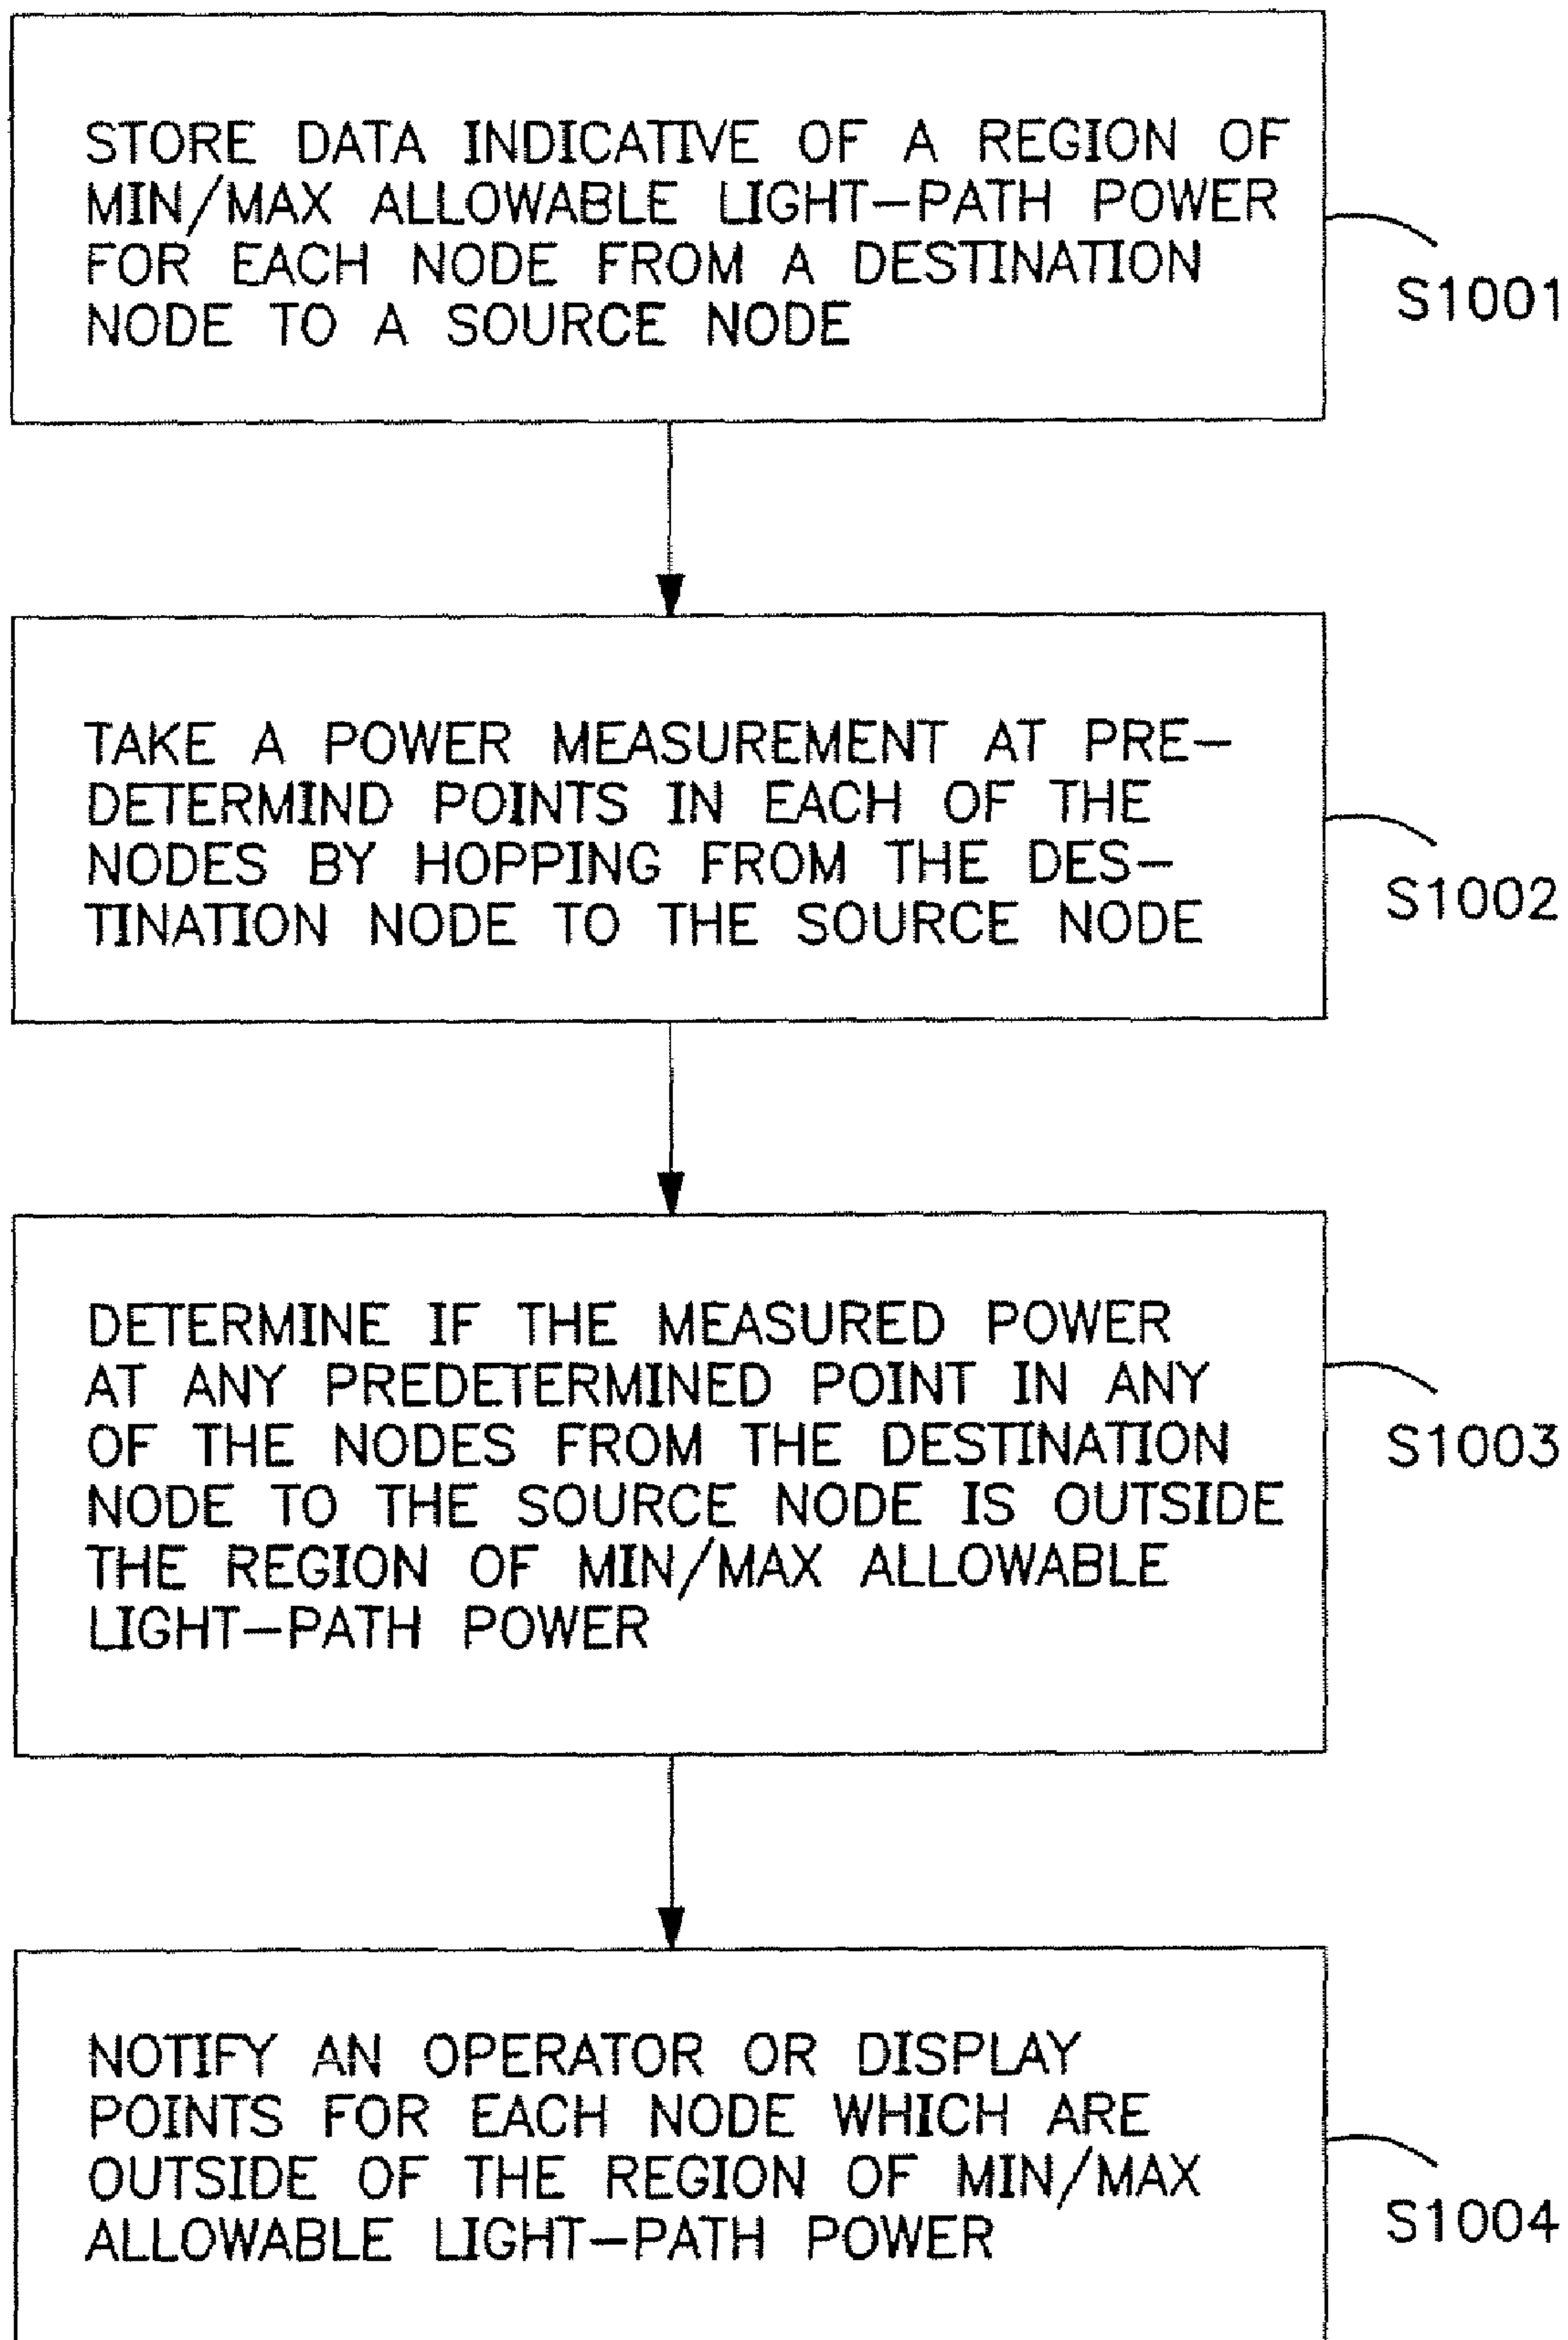 STORE DATA INDICATIVE OF A REGION OF
MIN/MAX ALLOWABLE LIGHT-PATH POWER
FOR EACH NODE FROM A DESTINATION
NODE TO A SOURCE NODE
S1001
TAKE A POWER MEASUREMENT AT PRE-
DETERMIND POINTS IN EACH OF THE
NODES BY HOPPING FROM THE DES-
TINATION NODE TO THE SOURCE NODE
S1002
DETERMINE IF THE MEASURED POWER
AT ANY PREDETERMINED POINT IN ANY
OF THE NODES FROM THE DESTINATION
NODE TO THE SOURCE NODE IS OUTSIDE
THE REGION OF MIN/MAX ALLOWABLE
LIGHT-PATH POWER
S1003
NOTIFY AN OPERATOR OR DISPLAY
POINTS FOR EACH NODE WHICH ARE
OUTSIDE OF THE REGION OF MIN/MAX
ALLOWABLE LIGHT-PATH POWER
S1004